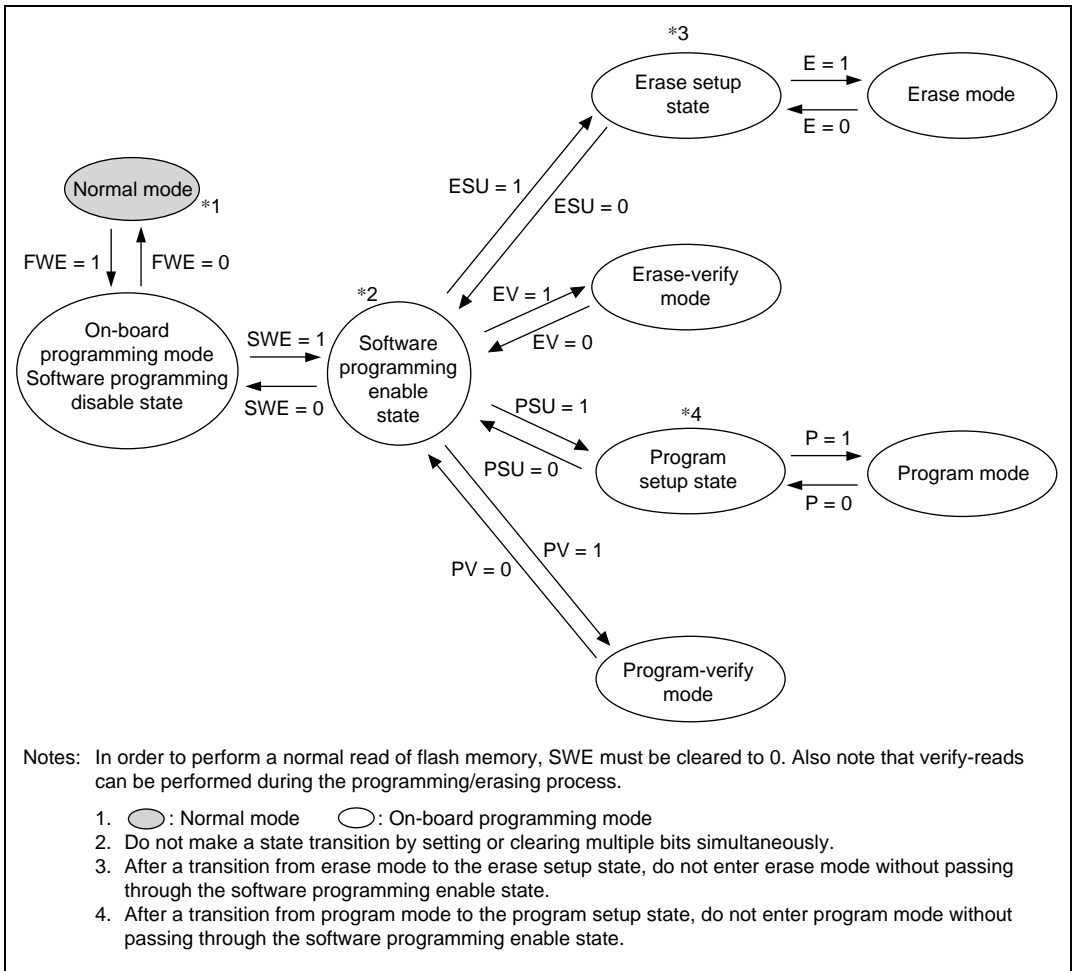 *3
Erase setup
state
E = 1
E = 0
Erase mode
Normal mode
*1
FWE = 1
FWE = 0
ESU = 1
ESU = 0
Erase-verify
mode
EV = 1
EV = 0
*2
On-board
programming mode
Software programming
disable state
SWE = 1
SWE = 0
Software
programming
enable
state
PSU = 1
PSU = 0
*4
Program
setup state
P = 1
P = 0
Program mode
PV = 1
PV = 0
Program-verify
mode
Notes: In order to perform a normal read of flash memory, SWE must be cleared to 0. Also note that verify-reads
can be performed during the programming/erasing process.
1. : Normal mode : On-board programming mode
2. Do not make a state transition by setting or clearing multiple bits simultaneously.
3. After a transition from erase mode to the erase setup state, do not enter erase mode without passing
through the software programming enable state.
4. After a transition from program mode to the program setup state, do not enter program mode without
passing through the software programming enable state.